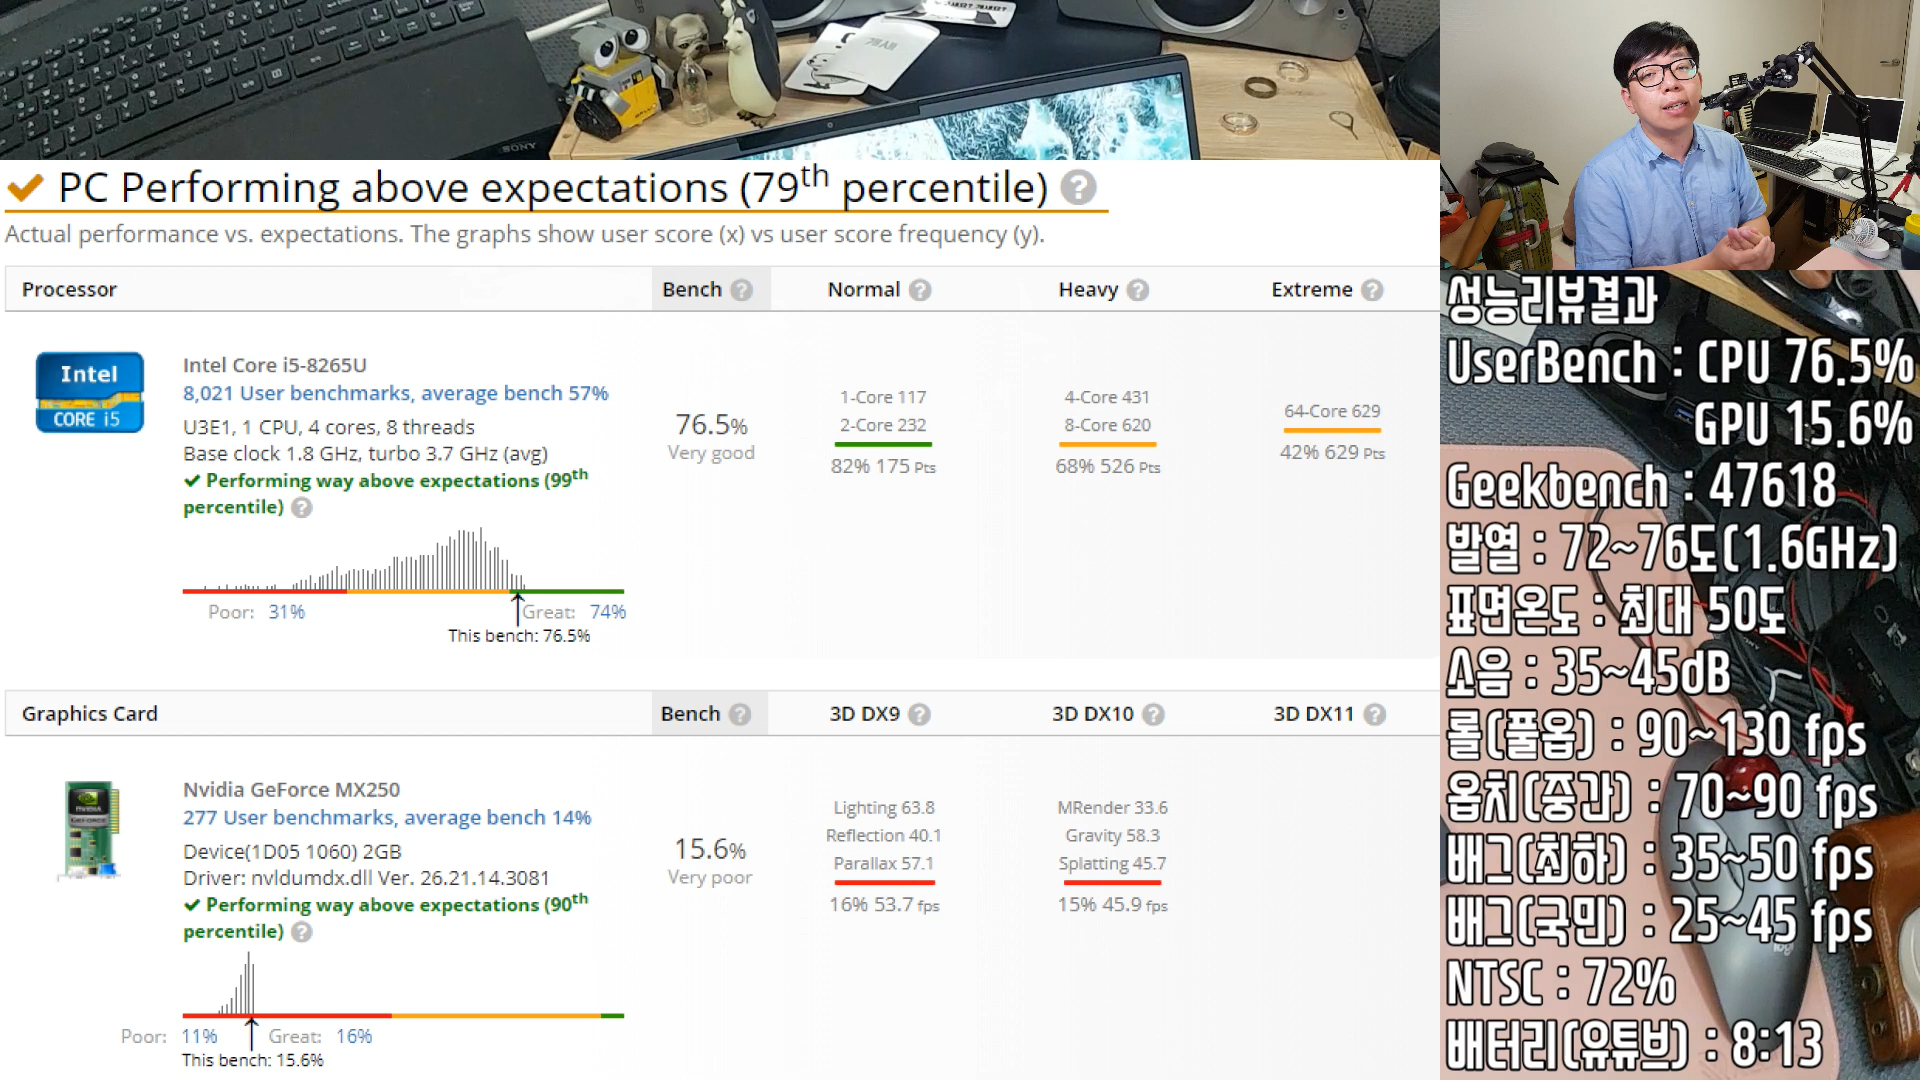 SONY
PC Performing above expectations (79th percentile) ?
Actual performance vs. expectations. The graphs show user score (x) vs user score frequency (y).
Processor Bench ? Normal ? Heavy ? Extreme ?
Intel
CORE i5
Intel Core i5-8265U
8,021 User benchmarks, average bench 57%
U3E1, 1 CPU, 4 cores, 8 threads
Base clock 1.8 GHz, turbo 3.7 GHz (avg)
Performing way above expectations (99th
percentile) ?
76.5%
Very good
1-Core 117
2-Core 232
82% 175 Pts
4-Core 431
8-Core 620
68% 526 Pts
64-Core 629
42% 629 Pts
Poor: 31% Great: 74%
This bench: 76.5%
Graphics Card Bench ? 3D DX9 ? 3D DX10 ? 3D DX11 ?
Nvidia GeForce MX250
277 User benchmarks, average bench 14%
Device(1D05 1060) 2GB
Driver: nvldumdx.dll Ver. 26.21.14.3081
Performing way above expectations (90th
percentile) ?
15.6%
Very poor
Lighting 63.8
Reflection 40.1
Parallax 57.1
16% 53.7 fps
MRender 33.6
Gravity 58.3
Splatting 45.7
15% 45.9 fps
Poor: 11% Great: 16%
This bench: 15.6%
성능리뷰결과
UserBench : CPU 76.5%
GPU 15.6%
Geekbench : 47618
발열 : 72~76도(1.6GHz)
표면온도 : 최대 50도
소음 : 35~45dB
롤(풀옵) : 90~130 fps
옵치(중간) : 70~90 fps
배그(최하) : 35~50 fps
배그(국민) : 25~45 fps
NTSC : 72%
배터리(유튜브) : 8:13